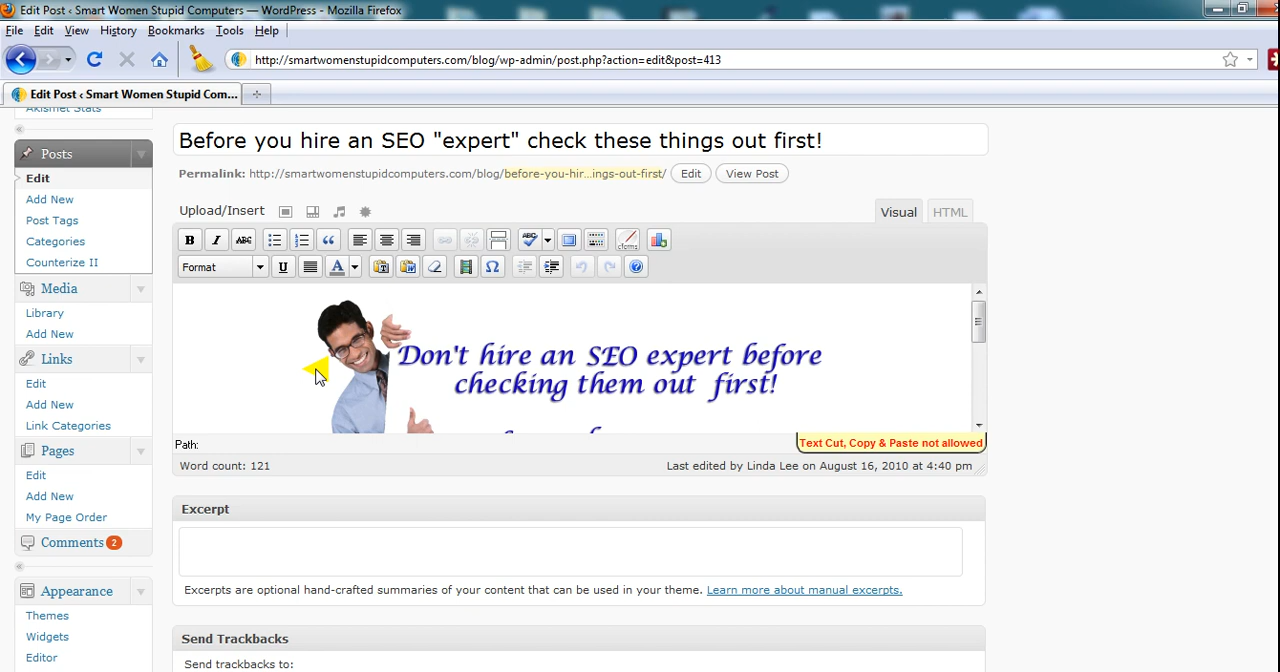 Edit Post ‹ Smart Women Stupid Computers — WordPress - Mozilla Firefox
File Edit View History Bookmarks Tools Help
http://smartwomenstupidcomputers.com/blog/wp-admin/post.php?action=edit&post=413
Edit Post ‹ Smart Women Stupid Com...
Akismet Stats
Posts
Edit
Add New
Post Tags
Categories
Counterize II
Media
Library
Add New
Links
Edit
Add New
Link Categories
Pages
Edit
Add New
My Page Order
Comments 2
Appearance
Themes
Widgets
Editor
Before you hire an SEO "expert" check these things out first!
Permalink: http://smartwomenstupidcomputers.com/blog/before-you-hir...ings-out-first/ Edit View Post
Upload/Insert
Visual HTML
B I ABC ABC cforms
Format U A
Don't hire an SEO expert before
checking them out first!
Path:
Text Cut, Copy & Paste not allowed
Word count: 121
Last edited by Linda Lee on August 16, 2010 at 4:40 pm
Excerpt
Excerpts are optional hand-crafted summaries of your content that can be used in your theme. Learn more about manual excerpts.
Send Trackbacks
Send trackbacks to: